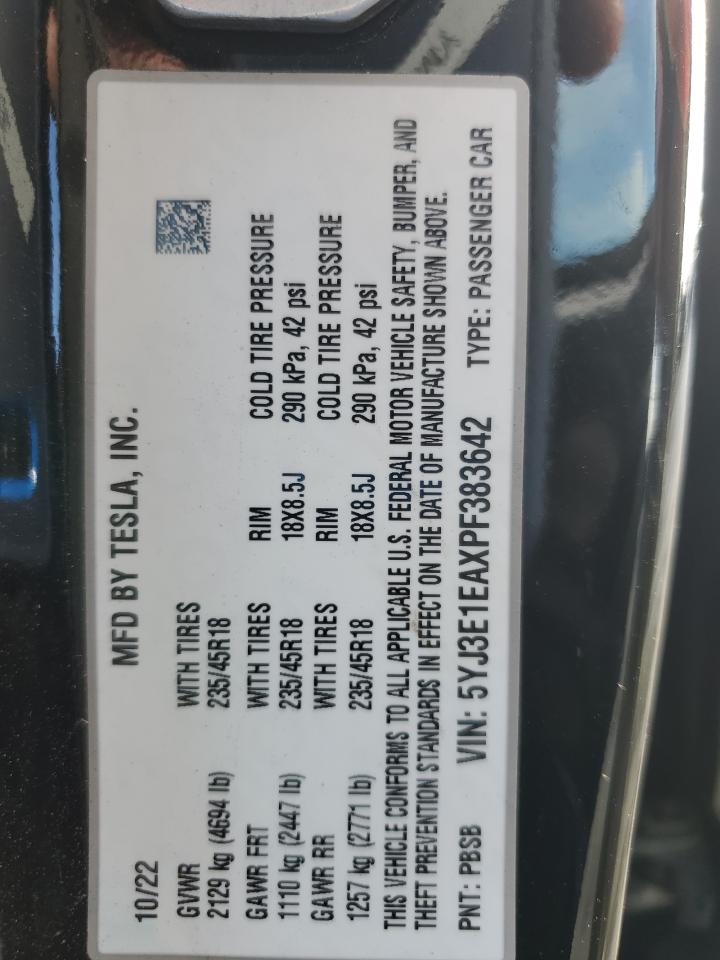 MFD BY TESLA, INC.
10/22
GVWR WITH TIRES
2129 kg (4694 lb) 235/45R18
GAWR FRT WITH TIRES RIM COLD TIRE PRESSURE
1110 kg (2447 lb) 235/45R18 18X8.5J 290 kPa, 42 psi
GAWR RR WITH TIRES RIM COLD TIRE PRESSURE
1257 kg (2771 lb) 235/45R18 18X8.5J 290 kPa, 42 psi
THIS VEHICLE CONFORMS TO ALL APPLICABLE U.S. FEDERAL MOTOR VEHICLE SAFETY, BUMPER, AND
THEFT PREVENTION STANDARDS IN EFFECT ON THE DATE OF MANUFACTURE SHOWN ABOVE.
PNT: PBSB VIN: 5YJ3E1EAXPF383642 TYPE: PASSENGER CAR